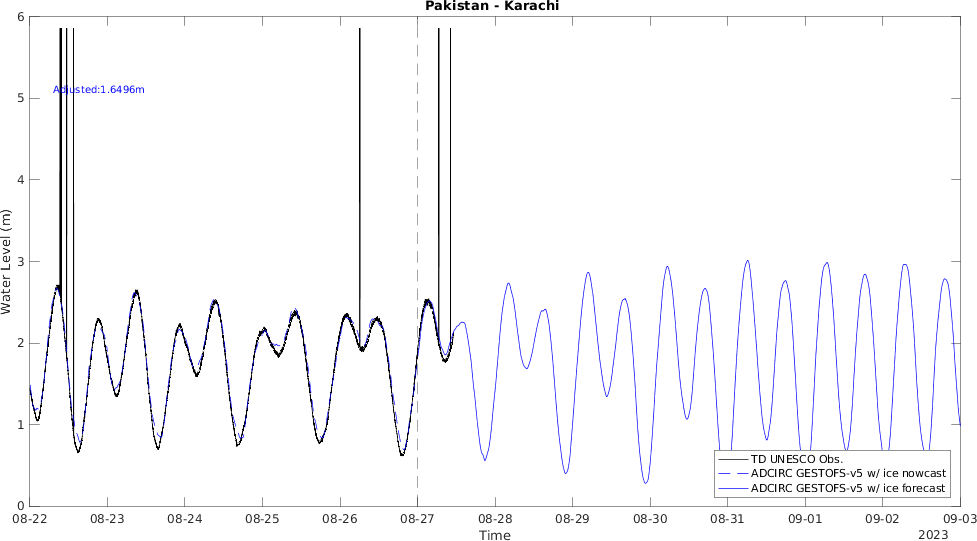 Pakistan - Karachi
6
5
4
3
2
1
0
Water Level (m)
Adjusted:1.6496m
TD UNESCO Obs.
ADCIRC GESTOFS-v5 w/ ice nowcast
ADCIRC GESTOFS-v5 w/ ice forecast
08-22 08-23 08-24 08-25 08-26 08-27 08-28 08-29 08-30 08-31 09-01 09-02 09-03
Time
2023